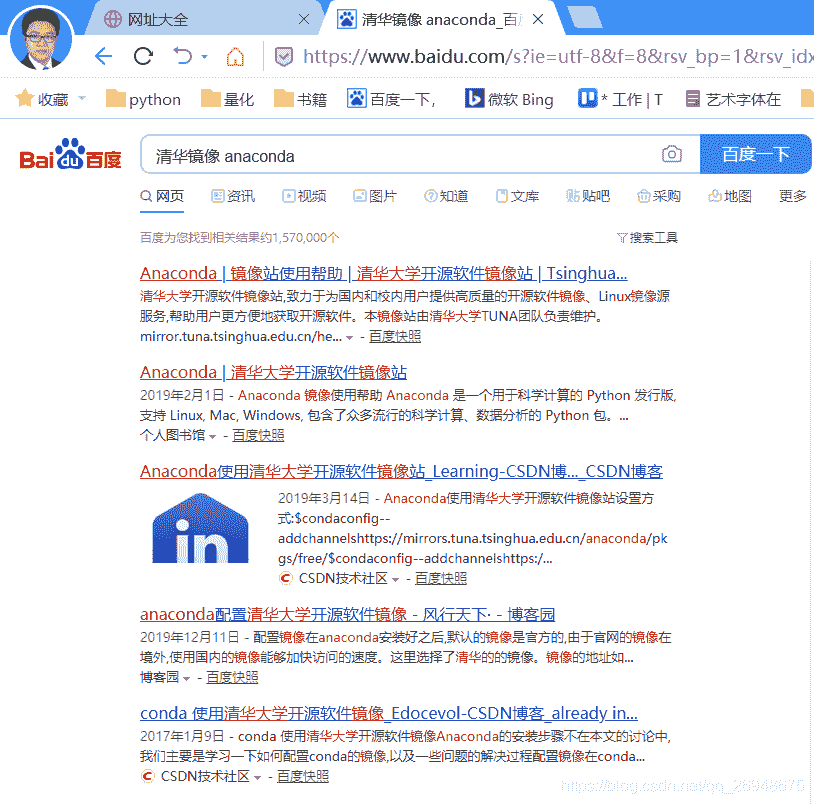 网址大全
清华镜像 anaconda_百
https://www.baidu.com/s?ie=utf-8&f=8&rsv_bp=1&rsv_idx
收藏 python 量化 书籍 百度一下, 微软 Bing * 工作 | T 艺术字体在
Bai du 百度
清华镜像 anaconda 百度一下
网页 资讯 视频 图片 知道 文库 贴吧 采购 地图 更多
百度为您找到相关结果约1,570,000个 搜索工具
Anaconda | 镜像站使用帮助 | 清华大学开源软件镜像站 | Tsinghua...
清华大学开源软件镜像站,致力于为国内和校内用户提供高质量的开源软件镜像、Linux镜像源
服务,帮助用户更方便地获取开源软件。本镜像站由清华大学TUNA团队负责维护。
mirror.tuna.tsinghua.edu.cn/he... - 百度快照
Anaconda | 清华大学开源软件镜像站
2019年2月1日 - Anaconda 镜像使用帮助 Anaconda 是一个用于科学计算的 Python 发行版,
支持 Linux, Mac, Windows, 包含了众多流行的科学计算、数据分析的 Python 包。...
个人图书馆 - 百度快照
Anaconda使用清华大学开源软件镜像站_Learning-CSDN博..._CSDN博客
in
2019年3月14日 - Anaconda使用清华大学开源软件镜像站设置方
式:$condaconfig--
addchannelshttps://mirrors.tuna.tsinghua.edu.cn/anaconda/pk
gs/free/$condaconfig--addchannelshttps:/...
CSDN技术社区 - 百度快照
anaconda配置清华大学开源软件镜像 - 风行天下· - 博客园
2019年12月11日 - 配置镜像在anaconda安装好之后,默认的镜像是官方的,由于官网的镜像在
境外,使用国内的镜像能够加快访问的速度。这里选择了清华的的镜像。镜像的地址如...
博客园 - 百度快照
conda 使用清华大学开源软件镜像_Edocevol-CSDN博客_already in...
2017年1月9日 - conda 使用清华大学开源软件镜像Anaconda的安装步骤不在本文的讨论中,
我们主要是学习一下如何配置conda的镜像,以及一些问题的解决过程配置镜像在conda...
CSDN技术社区 - 百度快照
https://blog.csdn.net/qq_26948675